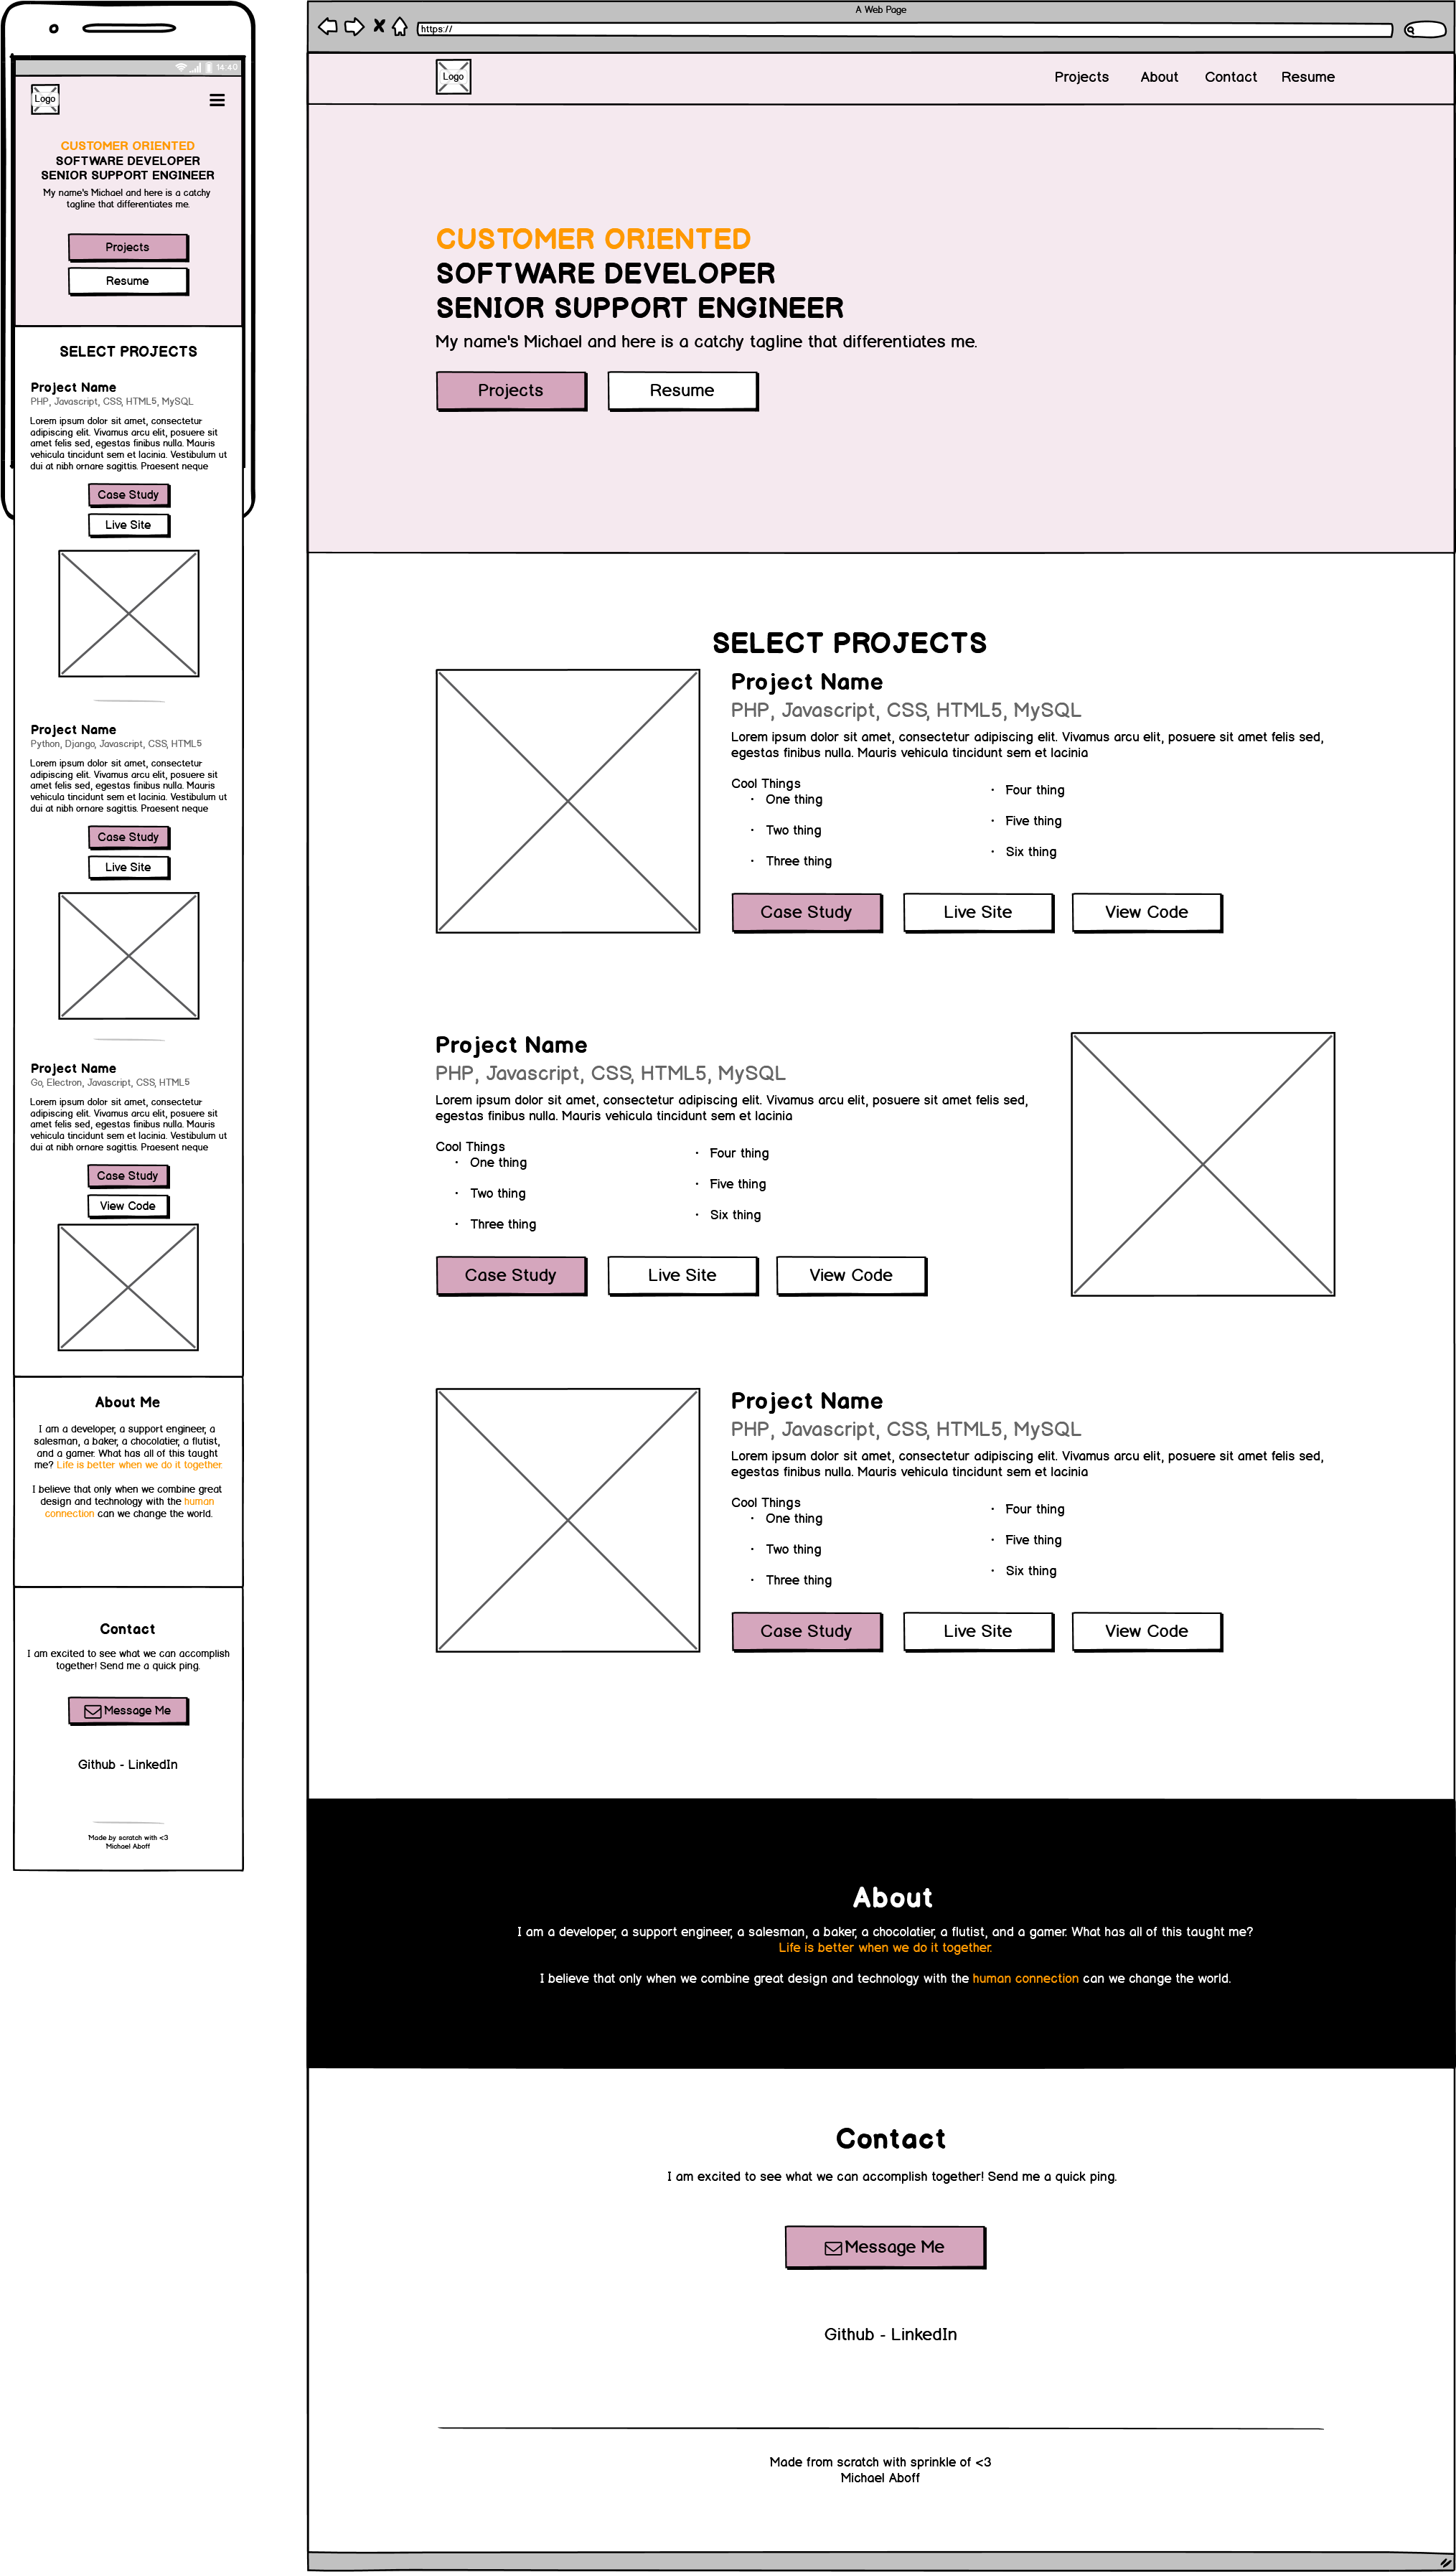 14:40
Logo
CUSTOMER ORIENTED
SOFTWARE DEVELOPER
SENIOR SUPPORT ENGINEER
My name's Michael and here is a catchy
tagline that differentiates me.
Projects
Resume
SELECT PROJECTS
Project Name
PHP, Javascript, CSS, HTML5, MySQL
Lorem ipsum dolor sit amet, consectetur
adipiscing elit. Vivamus arcu elit, posuere sit
amet felis sed, egestas finibus nulla. Mauris
vehicula tincidunt sem et lacinia. Vestibulum ut
dui at nibh ornare sagittis. Praesent neque
Case Study
Live Site
Project Name
Python, Django, Javascript, CSS, HTML5
Lorem ipsum dolor sit amet, consectetur
adipiscing elit. Vivamus arcu elit, posuere sit
amet felis sed, egestas finibus nulla. Mauris
vehicula tincidunt sem et lacinia. Vestibulum ut
dui at nibh ornare sagittis. Praesent neque
Case Study
Live Site
Project Name
Go, Electron, Javascript, CSS, HTML5
Lorem ipsum dolor sit amet, consectetur
adipiscing elit. Vivamus arcu elit, posuere sit
amet felis sed, egestas finibus nulla. Mauris
vehicula tincidunt sem et lacinia. Vestibulum ut
dui at nibh ornare sagittis. Praesent neque
Case Study
View Code
About Me
I am a developer, a support engineer, a
salesman, a baker, a chocolatier, a flutist,
and a gamer. What has all of this taught
me? Life is better when we do it together.
I believe that only when we combine great
design and technology with the human
connection can we change the world.
Contact
I am excited to see what we can accomplish
together! Send me a quick ping.
Message Me
Github - LinkedIn
Made by scratch with <3
Michael Aboff
A Web Page
https://
Logo
Projects About Contact Resume
CUSTOMER ORIENTED
SOFTWARE DEVELOPER
SENIOR SUPPORT ENGINEER
My name's Michael and here is a catchy tagline that differentiates me.
Projects Resume
SELECT PROJECTS
Project Name
PHP, Javascript, CSS, HTML5, MySQL
Lorem ipsum dolor sit amet, consectetur adipiscing elit. Vivamus arcu elit, posuere sit amet felis sed,
egestas finibus nulla. Mauris vehicula tincidunt sem et lacinia
Cool Things
• One thing
• Two thing
• Three thing
• Four thing
• Five thing
• Six thing
Case Study Live Site View Code
Project Name
PHP, Javascript, CSS, HTML5, MySQL
Lorem ipsum dolor sit amet, consectetur adipiscing elit. Vivamus arcu elit, posuere sit amet felis sed,
egestas finibus nulla. Mauris vehicula tincidunt sem et lacinia
Cool Things
• One thing
• Two thing
• Three thing
• Four thing
• Five thing
• Six thing
Case Study Live Site View Code
Project Name
PHP, Javascript, CSS, HTML5, MySQL
Lorem ipsum dolor sit amet, consectetur adipiscing elit. Vivamus arcu elit, posuere sit amet felis sed,
egestas finibus nulla. Mauris vehicula tincidunt sem et lacinia
Cool Things
• One thing
• Two thing
• Three thing
• Four thing
• Five thing
• Six thing
Case Study Live Site View Code
About
I am a developer, a support engineer, a salesman, a baker, a chocolatier, a flutist, and a gamer. What has all of this taught me?
Life is better when we do it together.
I believe that only when we combine great design and technology with the human connection can we change the world.
Contact
I am excited to see what we can accomplish together! Send me a quick ping.
Message Me
Github - LinkedIn
Made from scratch with sprinkle of <3
Michael Aboff